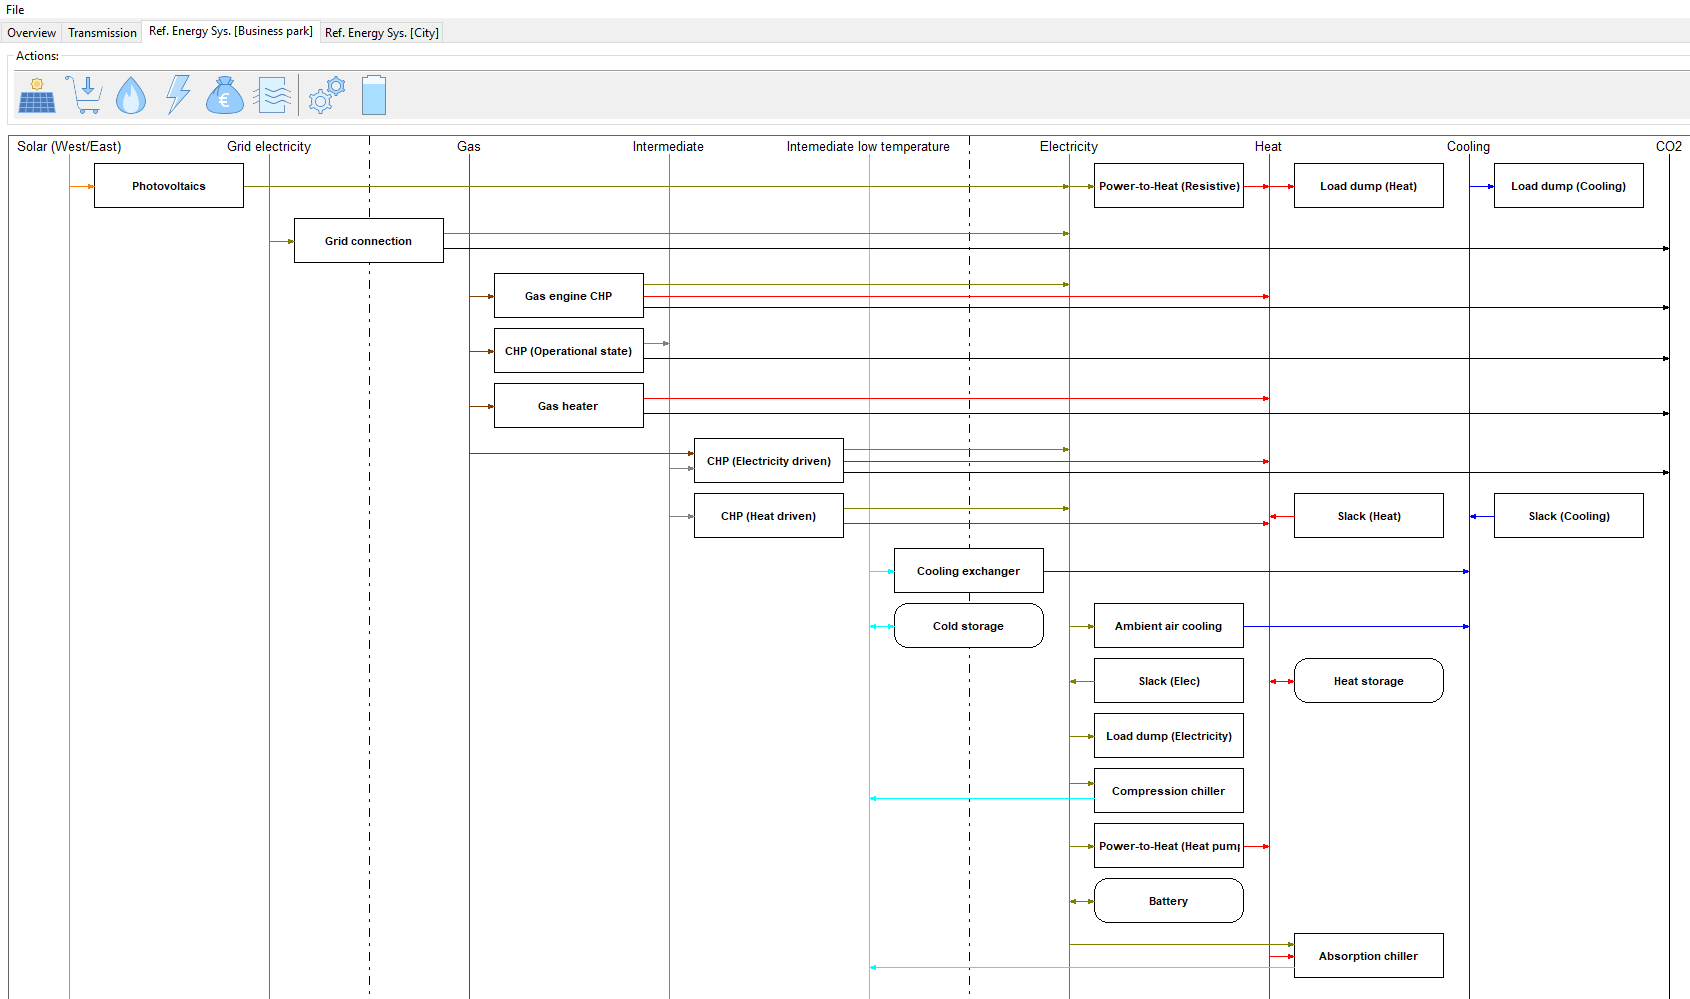 File
Overview
Transmission
Ref. Energy Sys. [Business park]
Ref. Energy Sys. [City]
Actions:
Solar (West/East)
Grid electricity
Gas
Intermediate
Intemediate low temperature
Electricity
Heat
Cooling
CO2
Photovoltaics
Power-to-Heat (Resistive)
Load dump (Heat)
Load dump (Cooling)
Grid connection
Gas engine CHP
CHP (Operational state)
Gas heater
CHP (Electricity driven)
CHP (Heat driven)
Slack (Heat)
Slack (Cooling)
Cooling exchanger
Cold storage
Ambient air cooling
Slack (Elec)
Heat storage
Load dump (Electricity)
Compression chiller
Power-to-Heat (Heat pump
Battery
Absorption chiller